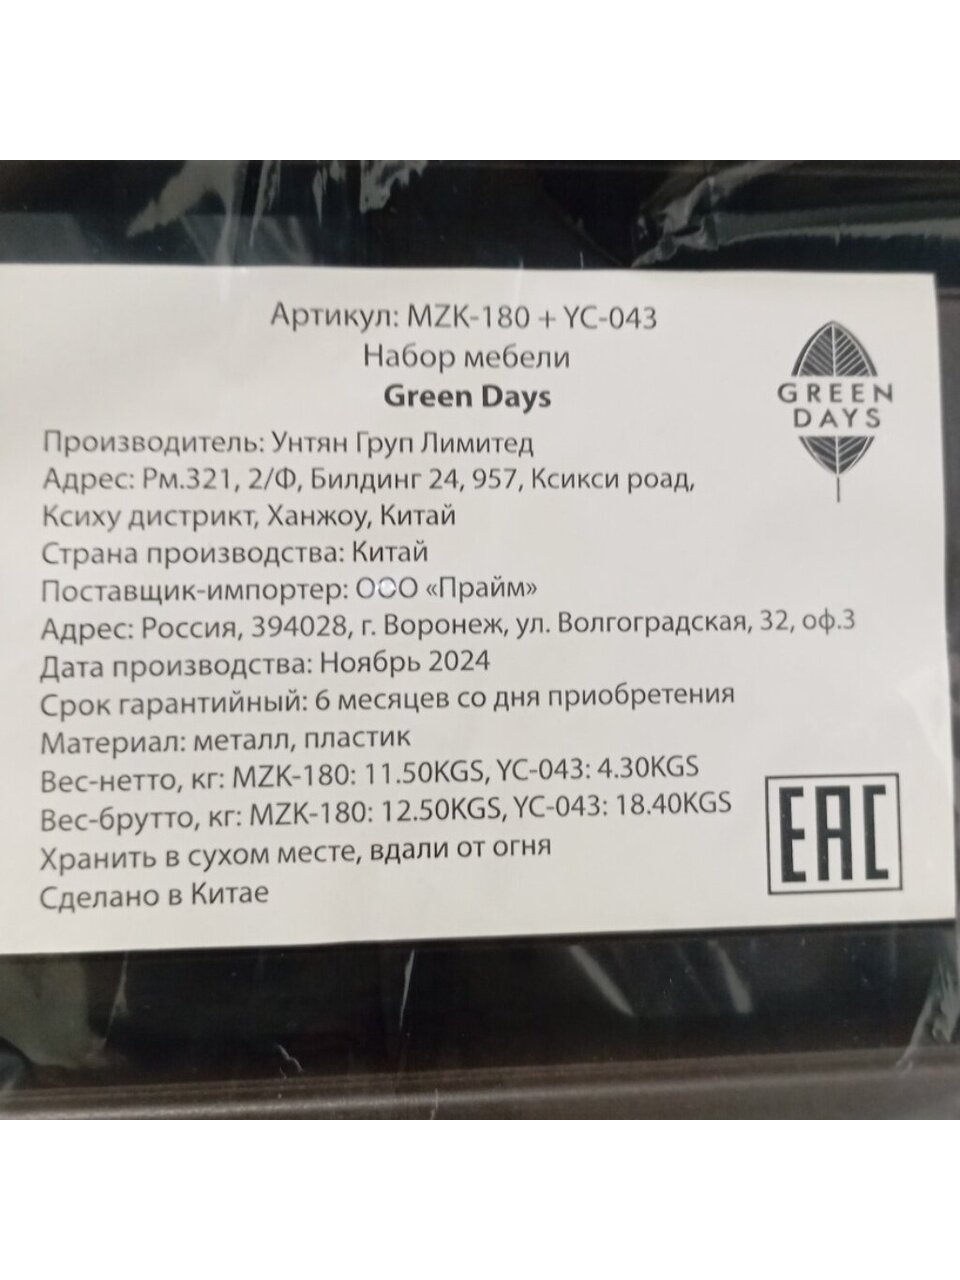 Артикул: MZK-180 + YC-043
Набор мебели
Green Days
GREEN
DAYS
Производитель: Унтян Груп Лимитед
Адрес: Рм.321, 2/Ф, Билдинг 24, 957, Ксикси роад,
Ксиху дистрикт, Ханжоу, Китай
Страна производства: Китай
Поставщик-импортер: ООО «Прайм»
Адрес: Россия, 394028, г. Воронеж, ул. Волгоградская, 32, оф.3
Дата производства: Ноябрь 2024
Срок гарантийный: 6 месяцев со дня приобретения
Материал: металл, пластик
Вес-нетто, кг: MZK-180: 11.50KGS, YC-043: 4.30KGS
Вес-брутто, кг: MZK-180: 12.50KGS, YC-043: 18.40KGS
Хранить в сухом месте, вдали от огня
Сделано в Китае
EAC